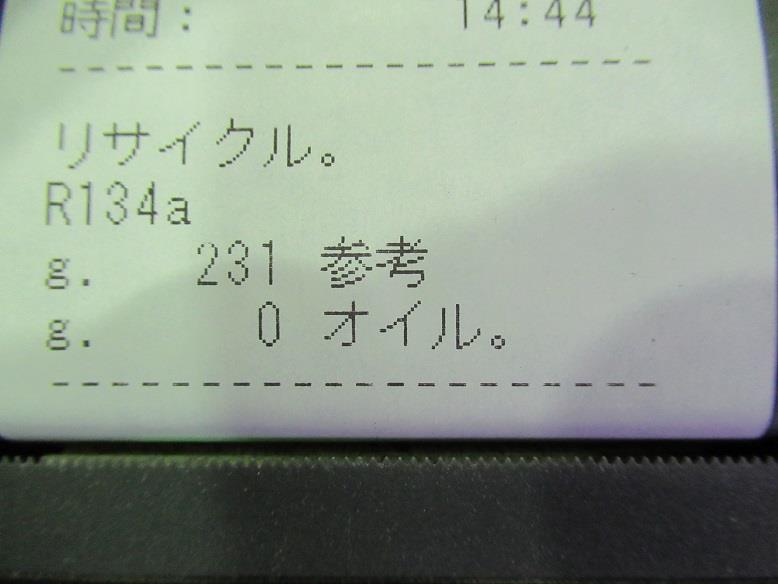 時間: 14:44
リサイクル。
R134a
g. 231 参考
g. 0 オイル。